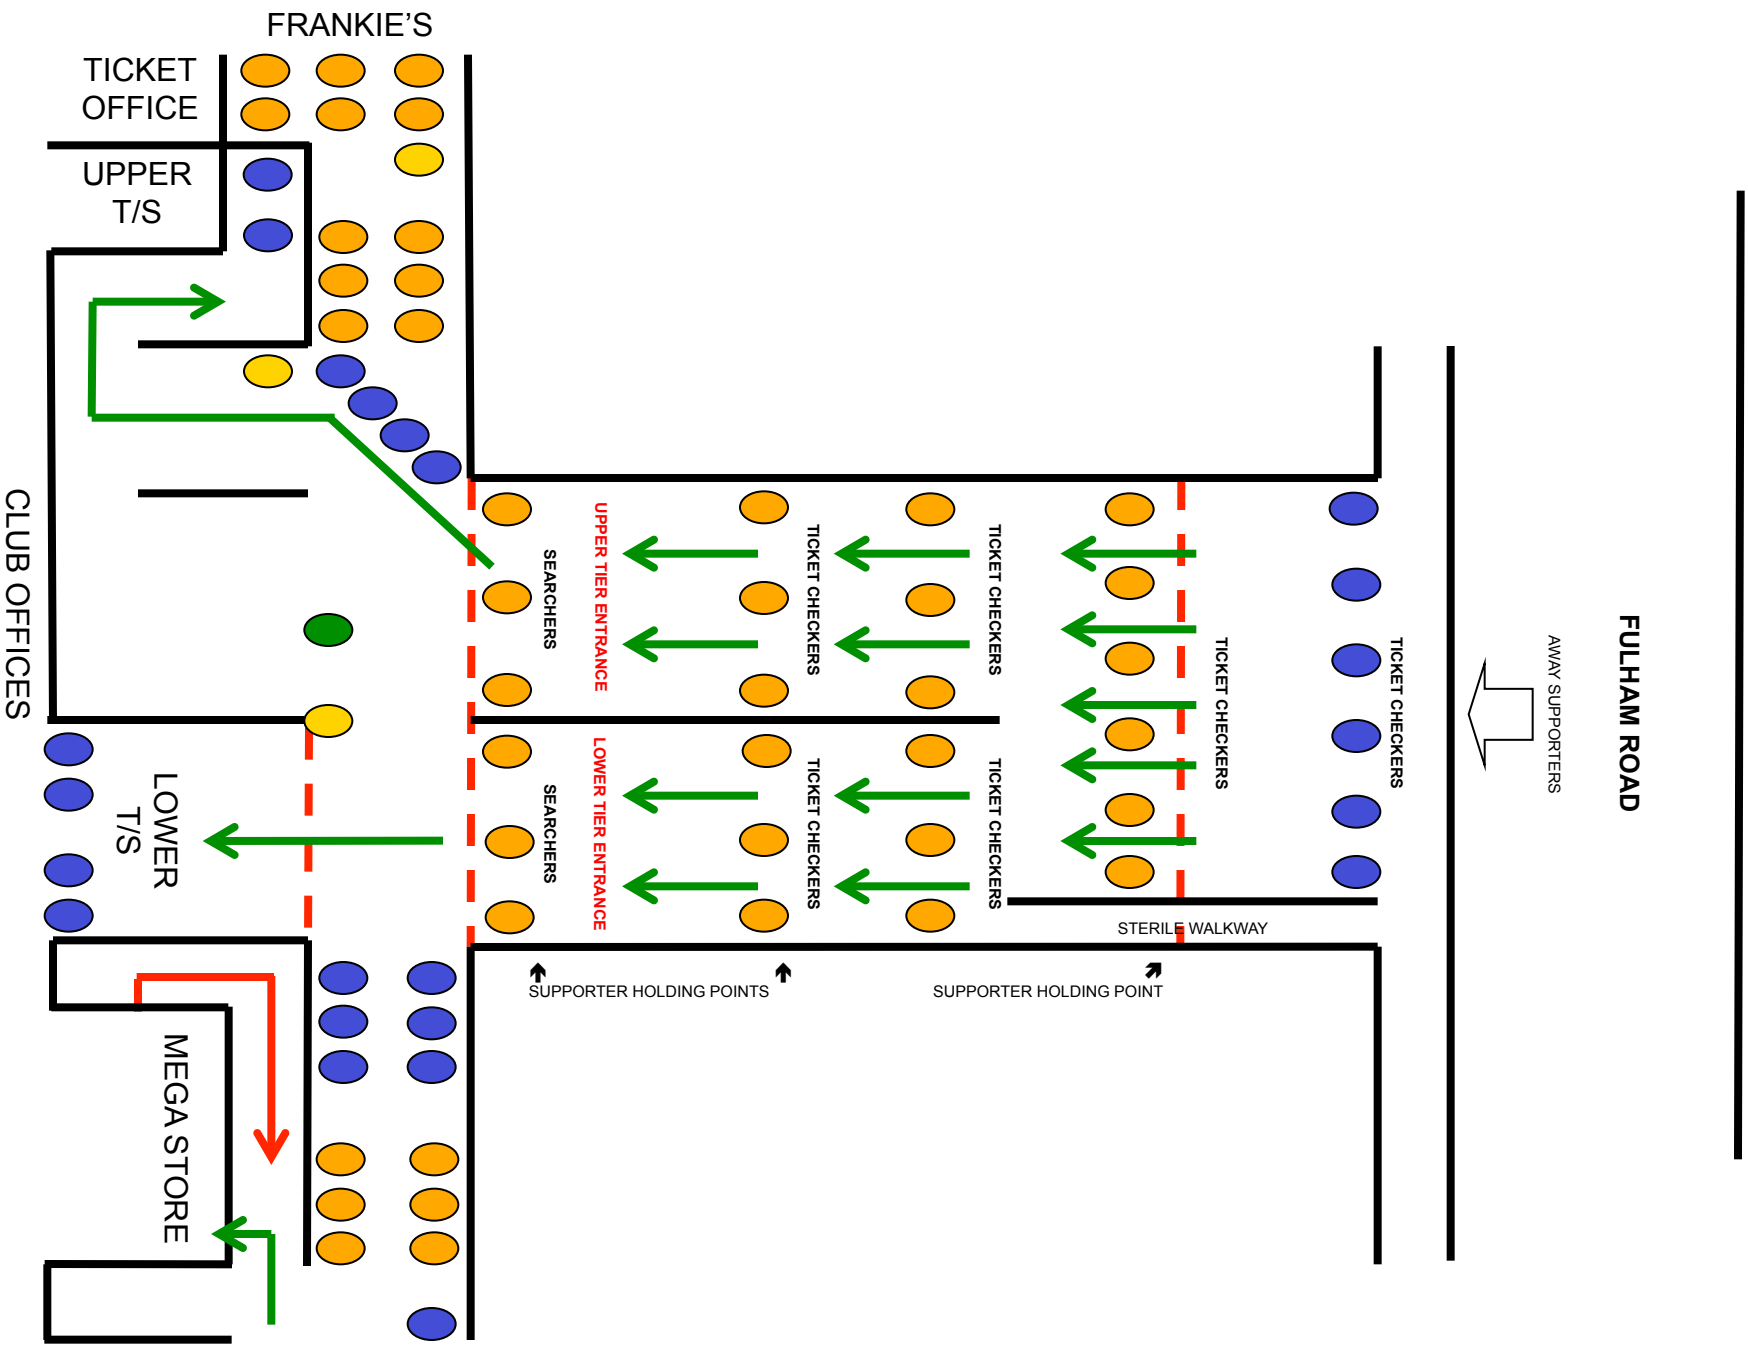 FRANKIE'S
TICKET
OFFICE
UPPER
T/S
CLUB OFFICES
LOWER
T/S
MEGA STORE
SEARCHERS
UPPER TIER ENTRANCE
TICKET CHECKERS
TICKET CHECKERS
TICKET CHECKERS
TICKET CHECKERS
AWAY SUPPORTERS
FULHAM ROAD
SEARCHERS
LOWER TIER ENTRANCE
TICKET CHECKERS
TICKET CHECKERS
STERILE WALKWAY
SUPPORTER HOLDING POINTS
SUPPORTER HOLDING POINT